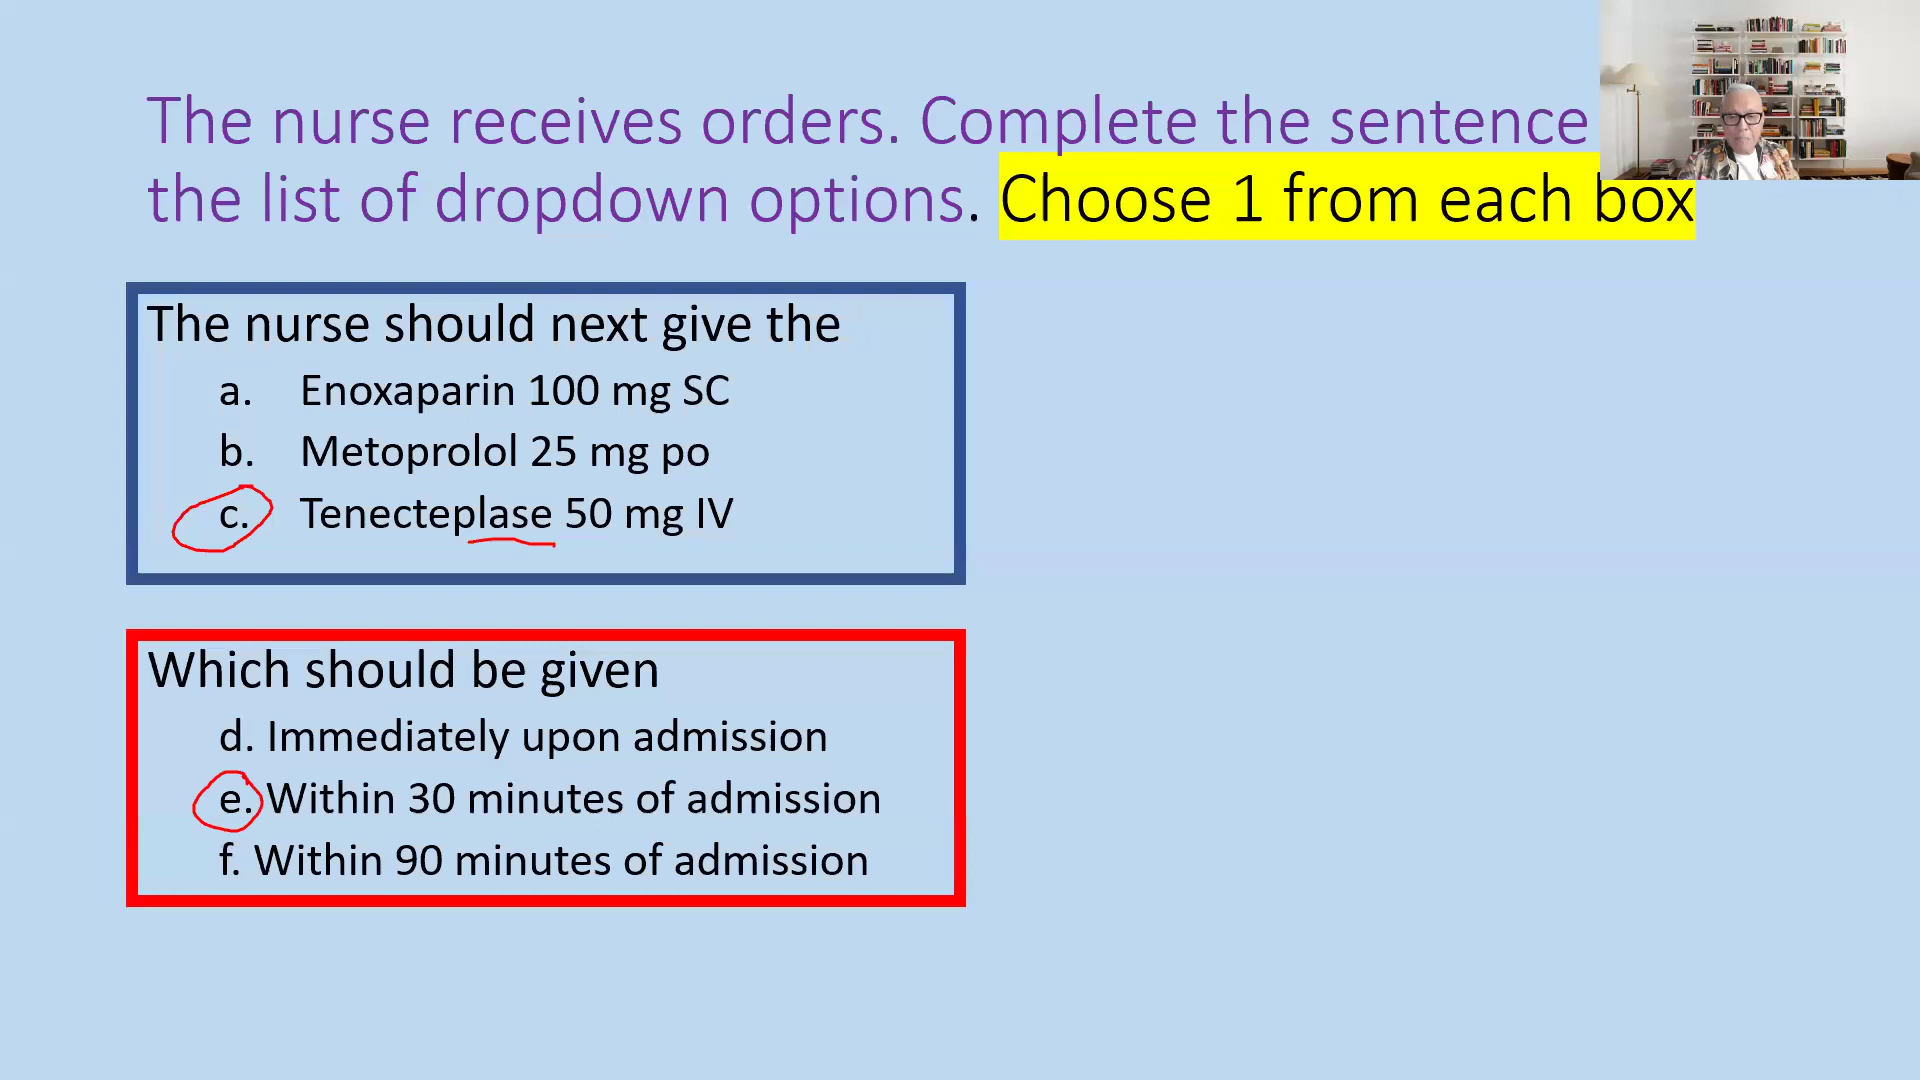 The nurse receives orders. Complete the sentence
the list of dropdown options. Choose 1 from each box
The nurse should next give the
a. Enoxaparin 100 mg SC
b. Metoprolol 25 mg po
c. Tenecteplase 50 mg IV
Which should be given
d. Immediately upon admission
e. Within 30 minutes of admission
f. Within 90 minutes of admission